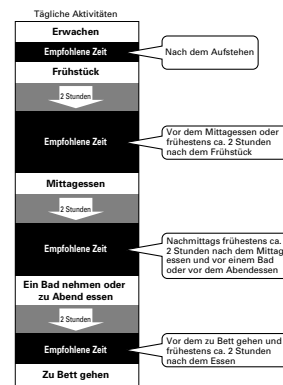 Tägliche Aktivitäten
Erwachen
Empfohlene Zeit
Nach dem Aufstehen
Frühstück
2 Stunden
Empfohlene Zeit
Vor dem Mittagessen oder
frühestens ca. 2 Stunden
nach dem Frühstück
Mittagessen
2 Stunden
Empfohlene Zeit
Nachmittags frühestens ca.
2 Stunden nach dem Mittag
essen und vor einem Bad
oder vor dem Abendessen
Ein Bad nehmen oder
zu Abend essen
2 Stunden
Empfohlene Zeit
Vor dem zu Bett gehen und
frühestens ca. 2 Stunden
nach dem Essen
Zu Bett gehen